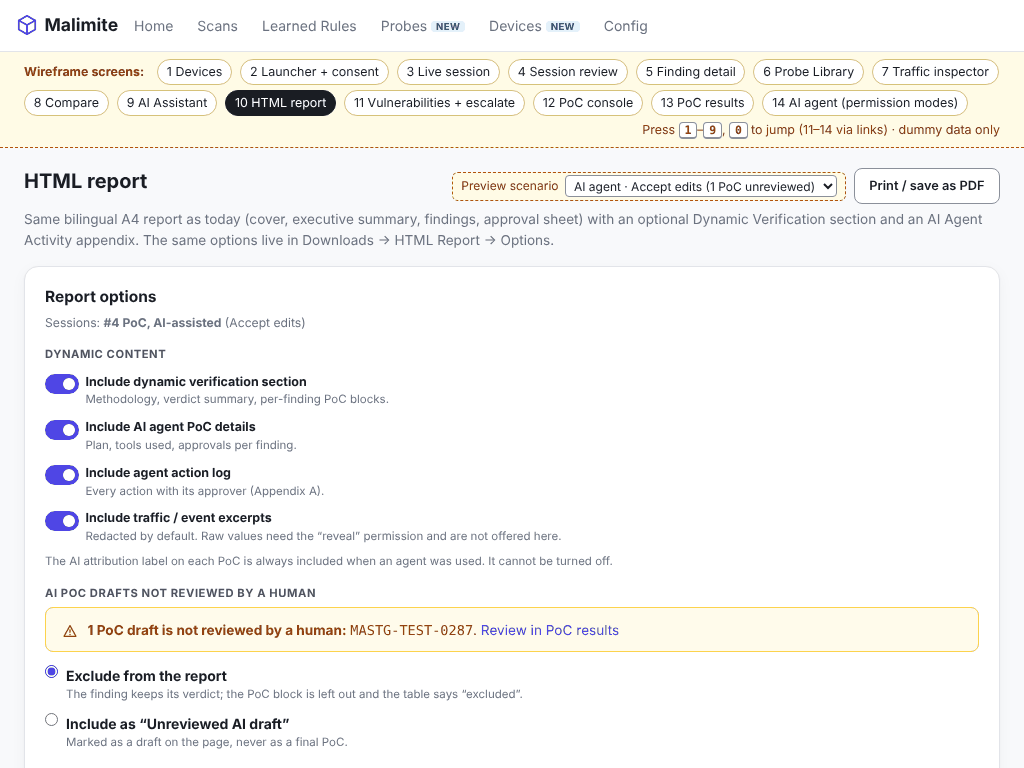 Malimite
Home
Scans
Learned Rules
Probes NEW
Devices NEW
Config
Wireframe screens:
1 Devices
2 Launcher + consent
3 Live session
4 Session review
5 Finding detail
6 Probe Library
7 Traffic inspector
8 Compare
9 AI Assistant
10 HTML report
11 Vulnerabilities + escalate
12 PoC console
13 PoC results
14 AI agent (permission modes)
Press 1–9, 0 to jump (11–14 via links) · dummy data only
HTML report
Preview scenario
AI agent · Accept edits (1 PoC unreviewed)
Print / save as PDF
Same bilingual A4 report as today (cover, executive summary, findings, approval sheet) with an optional Dynamic Verification section and an AI Agent
Activity appendix. The same options live in Downloads → HTML Report → Options.
Report options
Sessions: #4 PoC, AI-assisted (Accept edits)
DYNAMIC CONTENT
Include dynamic verification section
Methodology, verdict summary, per-finding PoC blocks.
Include AI agent PoC details
Plan, tools used, approvals per finding.
Include agent action log
Every action with its approver (Appendix A).
Include traffic / event excerpts
Redacted by default. Raw values need the “reveal” permission and are not offered here.
The AI attribution label on each PoC is always included when an agent was used. It cannot be turned off.
AI POC DRAFTS NOT REVIEWED BY A HUMAN
1 PoC draft is not reviewed by a human: MASTG-TEST-0287. Review in PoC results
Exclude from the report
The finding keeps its verdict; the PoC block is left out and the table says “excluded”.
Include as “Unreviewed AI draft”
Marked as a draft on the page, never as a final PoC.